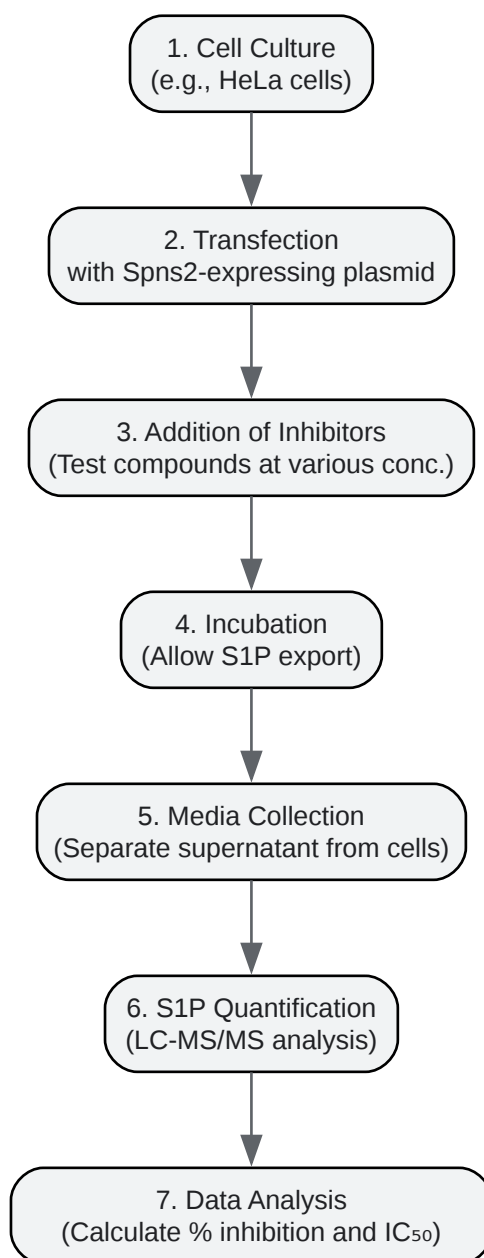 1. Cell Culture
(e.g., HeLa cells)
2. Transfection
with Spns2-expressing plasmid
3. Addition of Inhibitors
(Test compounds at various conc.)
4. Incubation
(Allow S1P export)
5. Media Collection
(Separate supernatant from cells)
6. S1P Quantification
(LC-MS/MS analysis)
7. Data Analysis
(Calculate % inhibition and IC₅₀)